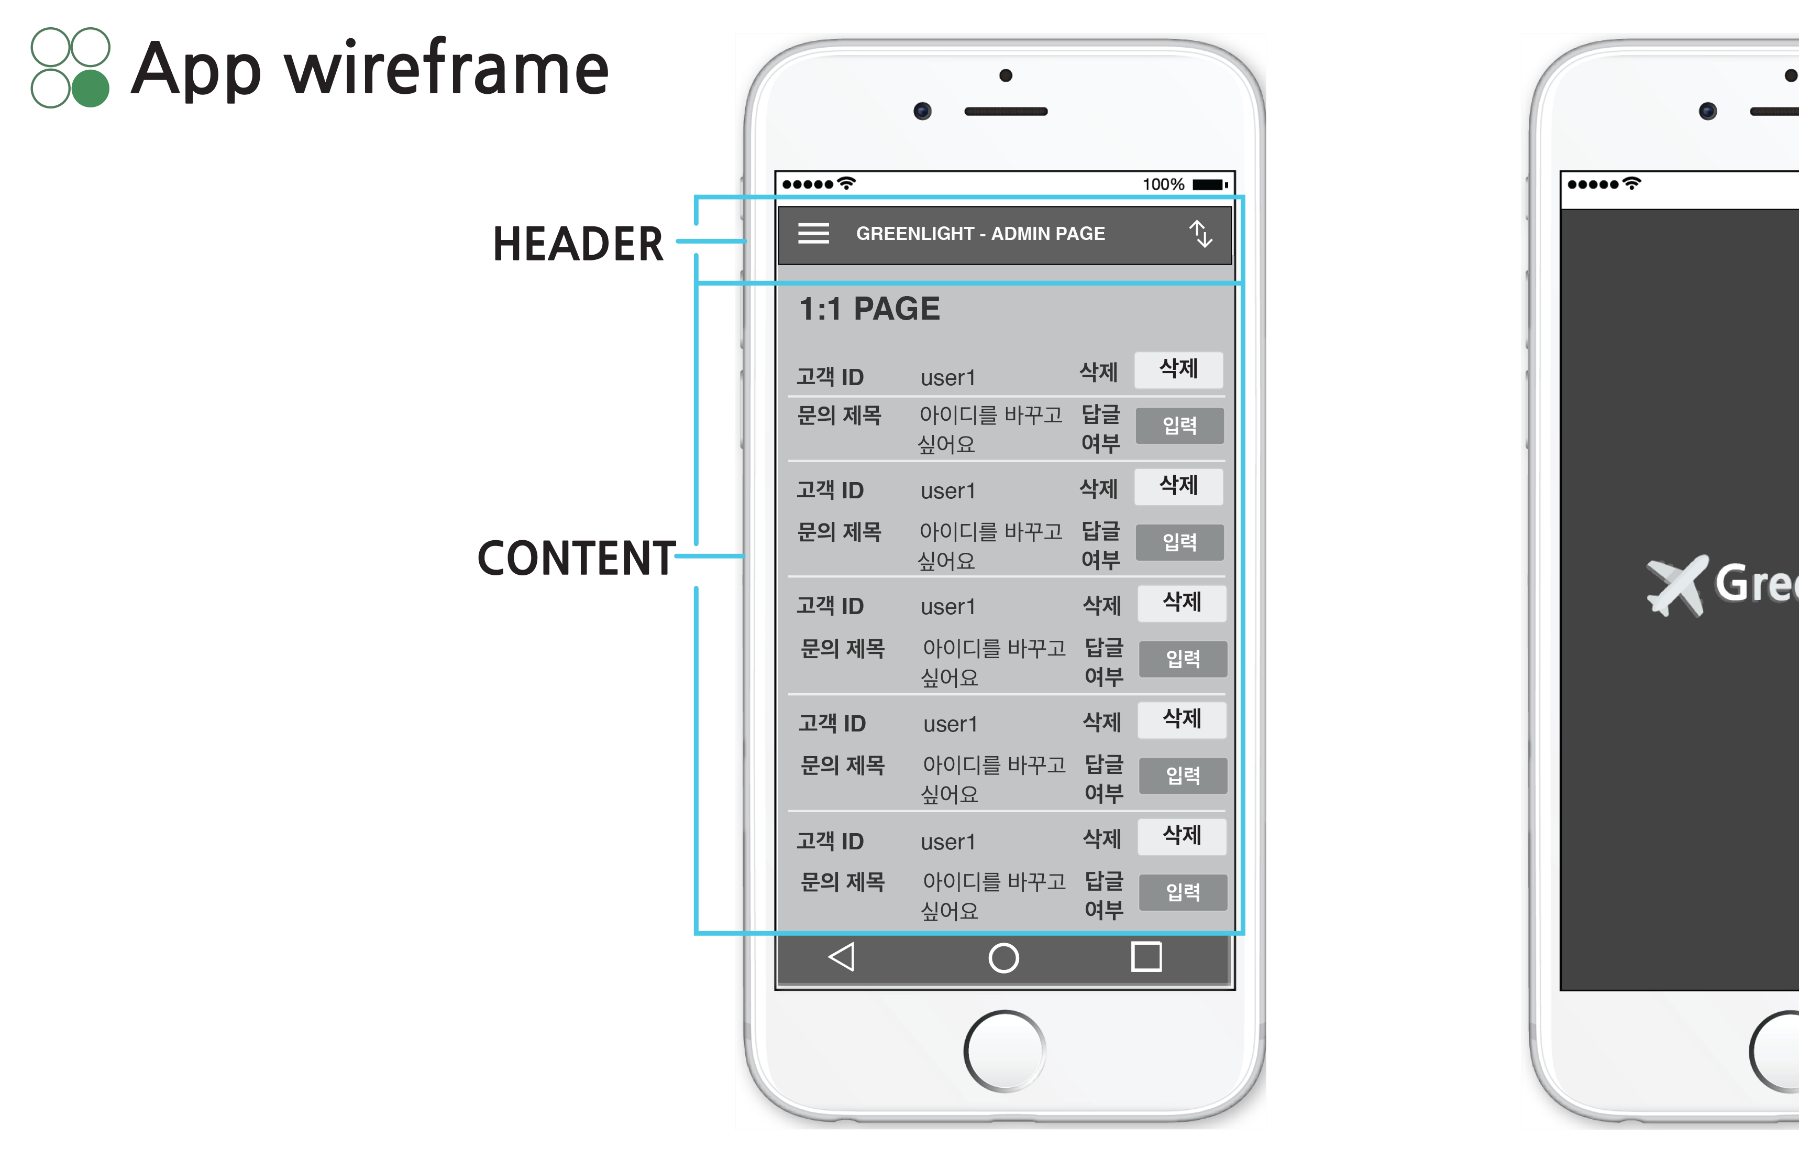 App wireframe
100%
HEADER
GREENLIGHT - ADMIN PAGE
1:1 PAGE
고객 ID user1 삭제 삭제
문의 제목 아이디를 바꾸고 답글 입력
싶어요 여부
고객 ID user1 삭제 삭제
문의 제목 아이디를 바꾸고 답글 입력
싶어요 여부
CONTENT
고객 ID user1 삭제 삭제
문의 제목 아이디를 바꾸고 답글 입력
싶어요 여부
고객 ID user1 삭제 삭제
문의 제목 아이디를 바꾸고 답글 입력
싶어요 여부
고객 ID user1 삭제 삭제
문의 제목 아이디를 바꾸고 답글 입력
싶어요 여부